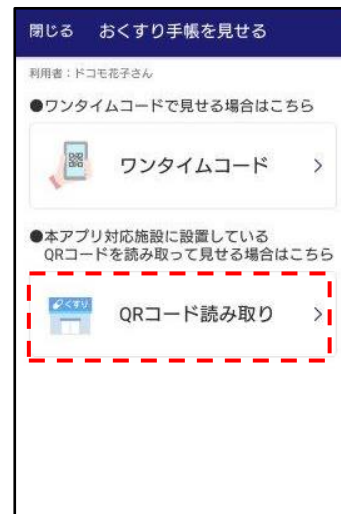 閉じる おくすり手帳を見せる
利用者：ドコモ花子さん
●ワンタイムコードで見せる場合はこちら
ワンタイムコード >
●本アプリ対応施設に設置している
QRコードを読み取って見せる場合はこちら
くすり
QRコード読み取り >